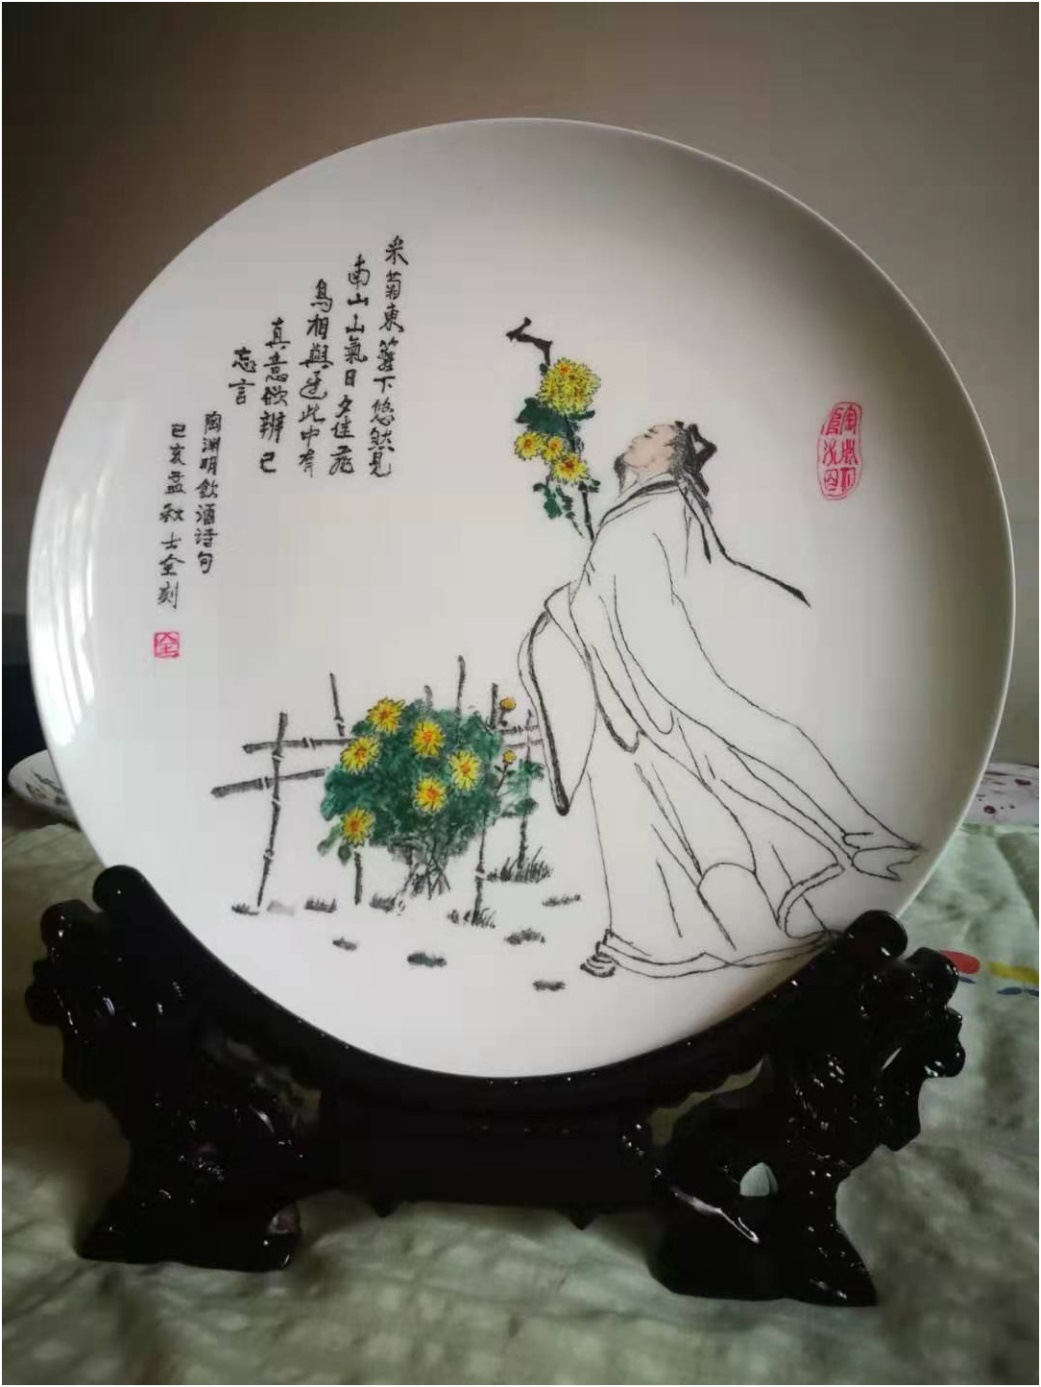 采菊東籬下悠然見
南山山氣日夕佳飛
鳥相與還此中有
真意欲辨已
忘言
陶淵明飲酒詩句
己亥孟秋士全刻
全